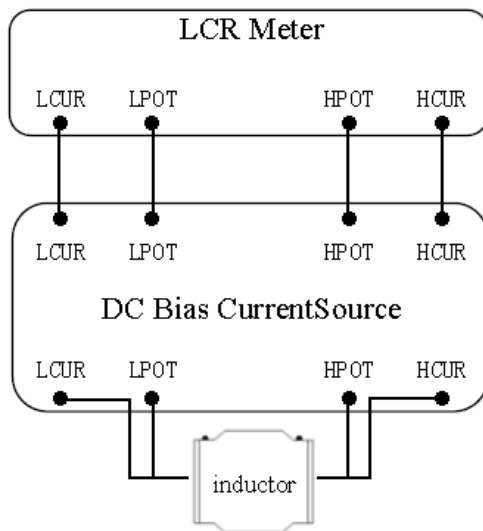 LCR Meter
LCUR LPOT HPOT HCUR
LCUR LPOT HPOT HCUR
DC Bias CurrentSource
LCUR LPOT HPOT HCUR
inductor